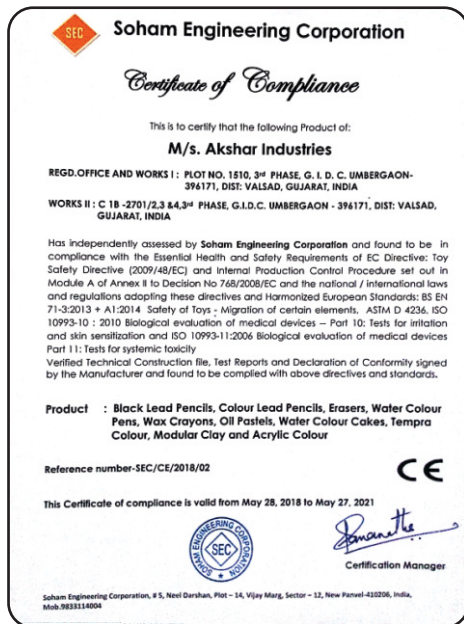 SEC
Soham Engineering Corporation
Certificate of Compliance
This is to certify that the following Product of:
M/s. Akshar Industries
REGD.OFFICE AND WORKS I : PLOT NO. 1510, 3rd PHASE, G. I. D. C. UMBERGAON-
396171, DIST: VALSAD, GUJARAT, INDIA
WORKS II : C 1B -2701/2,3 &4,3rd PHASE, G.I.D.C. UMBERGAON - 396171, DIST: VALSAD,
GUJARAT, INDIA
Has independently assessed by Soham Engineering Corporation and found to be in
compliance with the Essential Health and Safety Requirements of EC Directive: Toy
Safety Directive (2009/48/EC) and Internal Production Control Procedure set out in
Module A of Annex II to Decision No 768/2008/EC and the national / international laws
and regulations adopting these directives and Harmonized European Standards: BS EN
71-3:2013 + A1:2014 Safety of Toys - Migration of certain elements, ASTM D 4236, ISO
10993-10 : 2010 Biological evaluation of medical devices – Part 10: Tests for irritation
and skin sensitization and ISO 10993-11:2006 Biological evaluation of medical devices
Part 11: Tests for systemic toxicity
Verified Technical Construction file, Test Reports and Declaration of Conformity signed
by the Manufacturer and found to be complied with above directives and standards.
Product : Black Lead Pencils, Colour Lead Pencils, Erasers, Water Colour
Pens, Wax Crayons, Oil Pastels, Water Colour Cakes, Tempra
Colour, Modular Clay and Acrylic Colour
Reference number-SEC/CE/2018/02
CE
This Certificate of compliance is valid from May 28, 2018 to May 27, 2021
SOHAM ENGINEERING CORPORATION
SEC
Certification Manager
Soham Engineering Corporation, # 5, Neel Darshan, Plot – 14, Vijay Marg, Sector – 12, New Panvel-410206, India,
Mob.9833114004